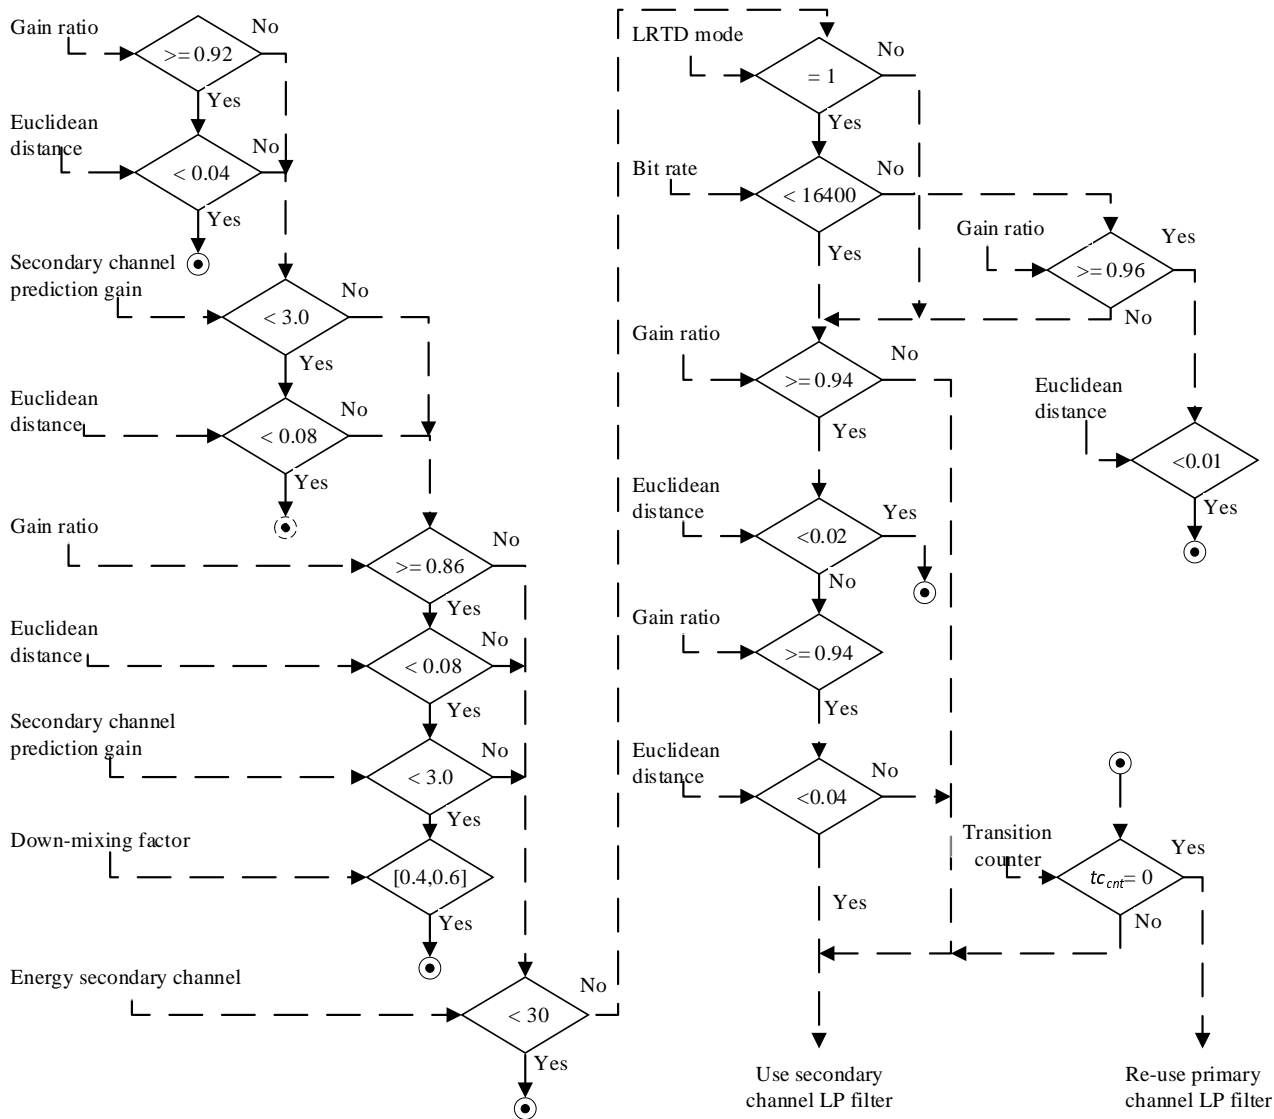 Gain ratio
No
>= 0.92
Yes
Euclidean
distance
No
< 0.04
Yes
Secondary channel
prediction gain
No
< 3.0
Yes
Euclidean
distance
No
< 0.08
Yes
Gain ratio
No
>= 0.86
Yes
Euclidean
distance
No
< 0.08
Yes
Secondary channel
prediction gain
No
< 3.0
Yes
Down-mixing factor
[0.4,0.6]
Yes
Energy secondary channel
No
< 30
Yes
LRTD mode
No
= 1
Yes
Bit rate
No
< 16400
Yes
Gain ratio
Yes
>= 0.96
No
Gain ratio
No
>= 0.94
Yes
Euclidean
distance
<0.01
Yes
Euclidean
distance
Yes
<0.02
No
Gain ratio
>= 0.94
Yes
Euclidean
distance
No
<0.04
Yes
Transition
counter
Yes
tccnt= 0
No
Use secondary
channel LP filter
Re-use primary
channel LP filter